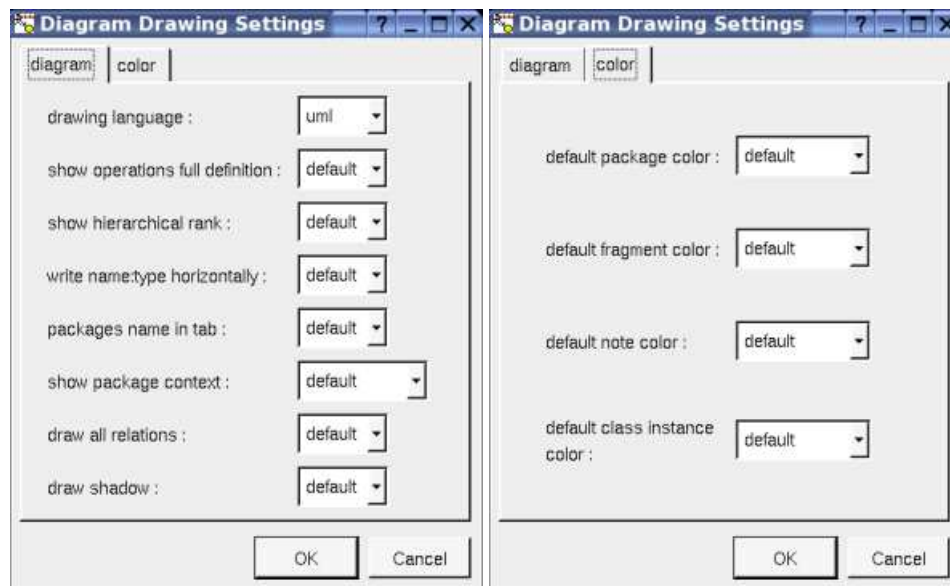 Diagram Drawing Settings
diagram color
drawing language : uml
show operations full definition : default
show hierarchical rank : default
write name:type horizontally : default
packages name in tab : default
show package context : default
draw all relations : default
draw shadow : default
OK Cancel
Diagram Drawing Settings
diagram color
default package color : default
default fragment color : default
default note color : default
default class instance
color : default
OK Cancel